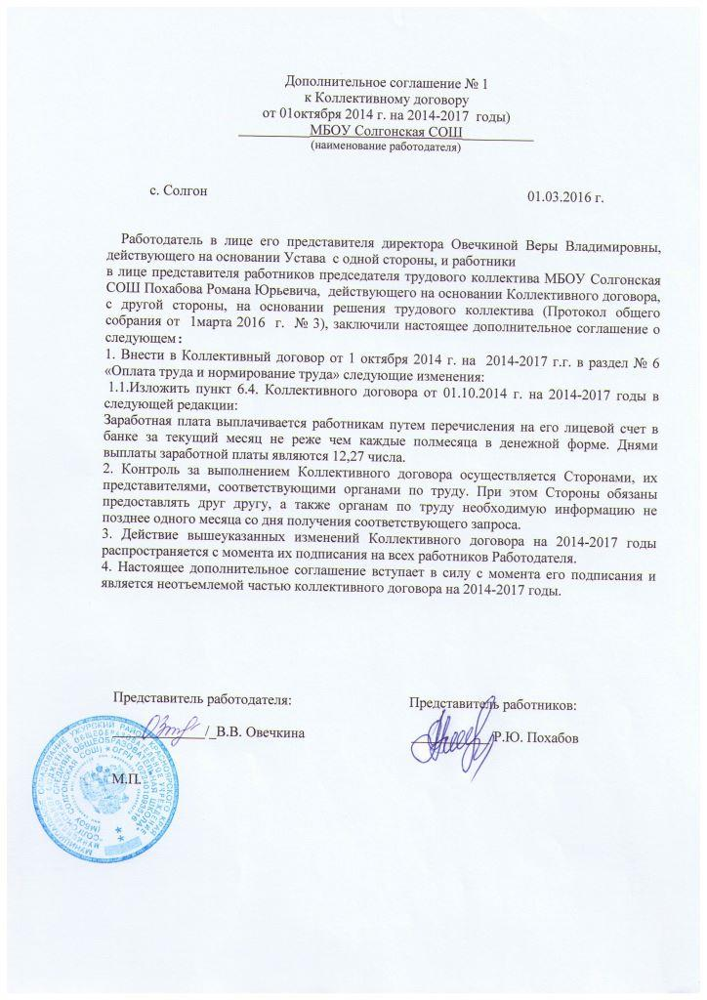 Дополнительное соглашение № 1
к Коллективному договору
от 01октября 2014 г. на 2014-2017 годы)
МБОУ Солгонская СОШ
(наименование работодателя)
с. Солгон
01.03.2016 г.
Работодатель в лице его представителя директора Овечкиной Веры Владимировны,
действующего на основании Устава с одной стороны, и работники
в лице представителя работников председателя трудового коллектива МБОУ Солгонская
СОШ Похабова Романа Юрьевича, действующего на основании Коллективного договора,
с другой стороны, на основании решения трудового коллектива (Протокол общего
собрания от 1марта 2016 г. № 3), заключили настоящее дополнительное соглашение о
следующем :
1. Внести в Коллективный договор от 1 октября 2014 г. на 2014-2017 г.г. в раздел № 6
«Оплата труда и нормирование труда» следующие изменения:
1.1.Изложить пункт 6.4. Коллективного договора от 01.10.2014 г. на 2014-2017 годы в
следующей редакции:
Заработная плата выплачивается работникам путем перечисления на его лицевой счет в
банке за текущий месяц не реже чем каждые полмесяца в денежной форме. Днями
выплаты заработной платы являются 12,27 числа.
2. Контроль за выполнением Коллективного договора осуществляется Сторонами, их
представителями, соответствующими органами по труду. При этом Стороны обязаны
предоставлять друг другу, а также органам по труду необходимую информацию не
позднее одного месяца со дня получения соответствующего запроса.
3. Действие вышеуказанных изменений Коллективного договора на 2014-2017 годы
распространяется с момента их подписания на всех работников Работодателя.
4. Настоящее дополнительное соглашение вступает в силу с момента его подписания и
является неотъемлемой частью коллективного договора на 2014-2017 годы.
Представитель работодателя:
Представитель работников:
/_В.В. Овечкина
/Р.Ю. Похабов
М.П.